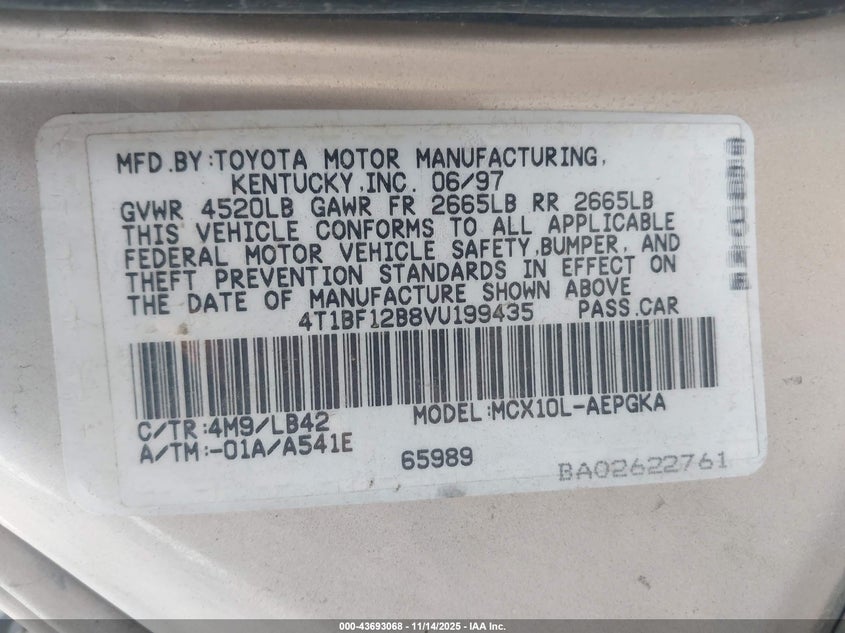 MFD.BY:TOYOTA MOTOR MANUFACTURING,
KENTUCKY,INC. 06/97
GVWR 4520LB GAWR FR 2665LB RR 2665LB
THIS VEHICLE CONFORMS TO ALL APPLICABLE
FEDERAL MOTOR VEHICLE SAFETY,BUMPER, AND
THEFT PREVENTION STANDARDS IN EFFECT ON
THE DATE OF MANUFACTURE SHOWN ABOVE
4T1BF12B8VU199435 PASS.CAR
C/TR:4M9/LB42 MODEL:MCX10L-AEPGKA
A/TM:-01A/A541E
65989
BA02622761
000-43693068 - 11/14/2025 - IAA Inc.